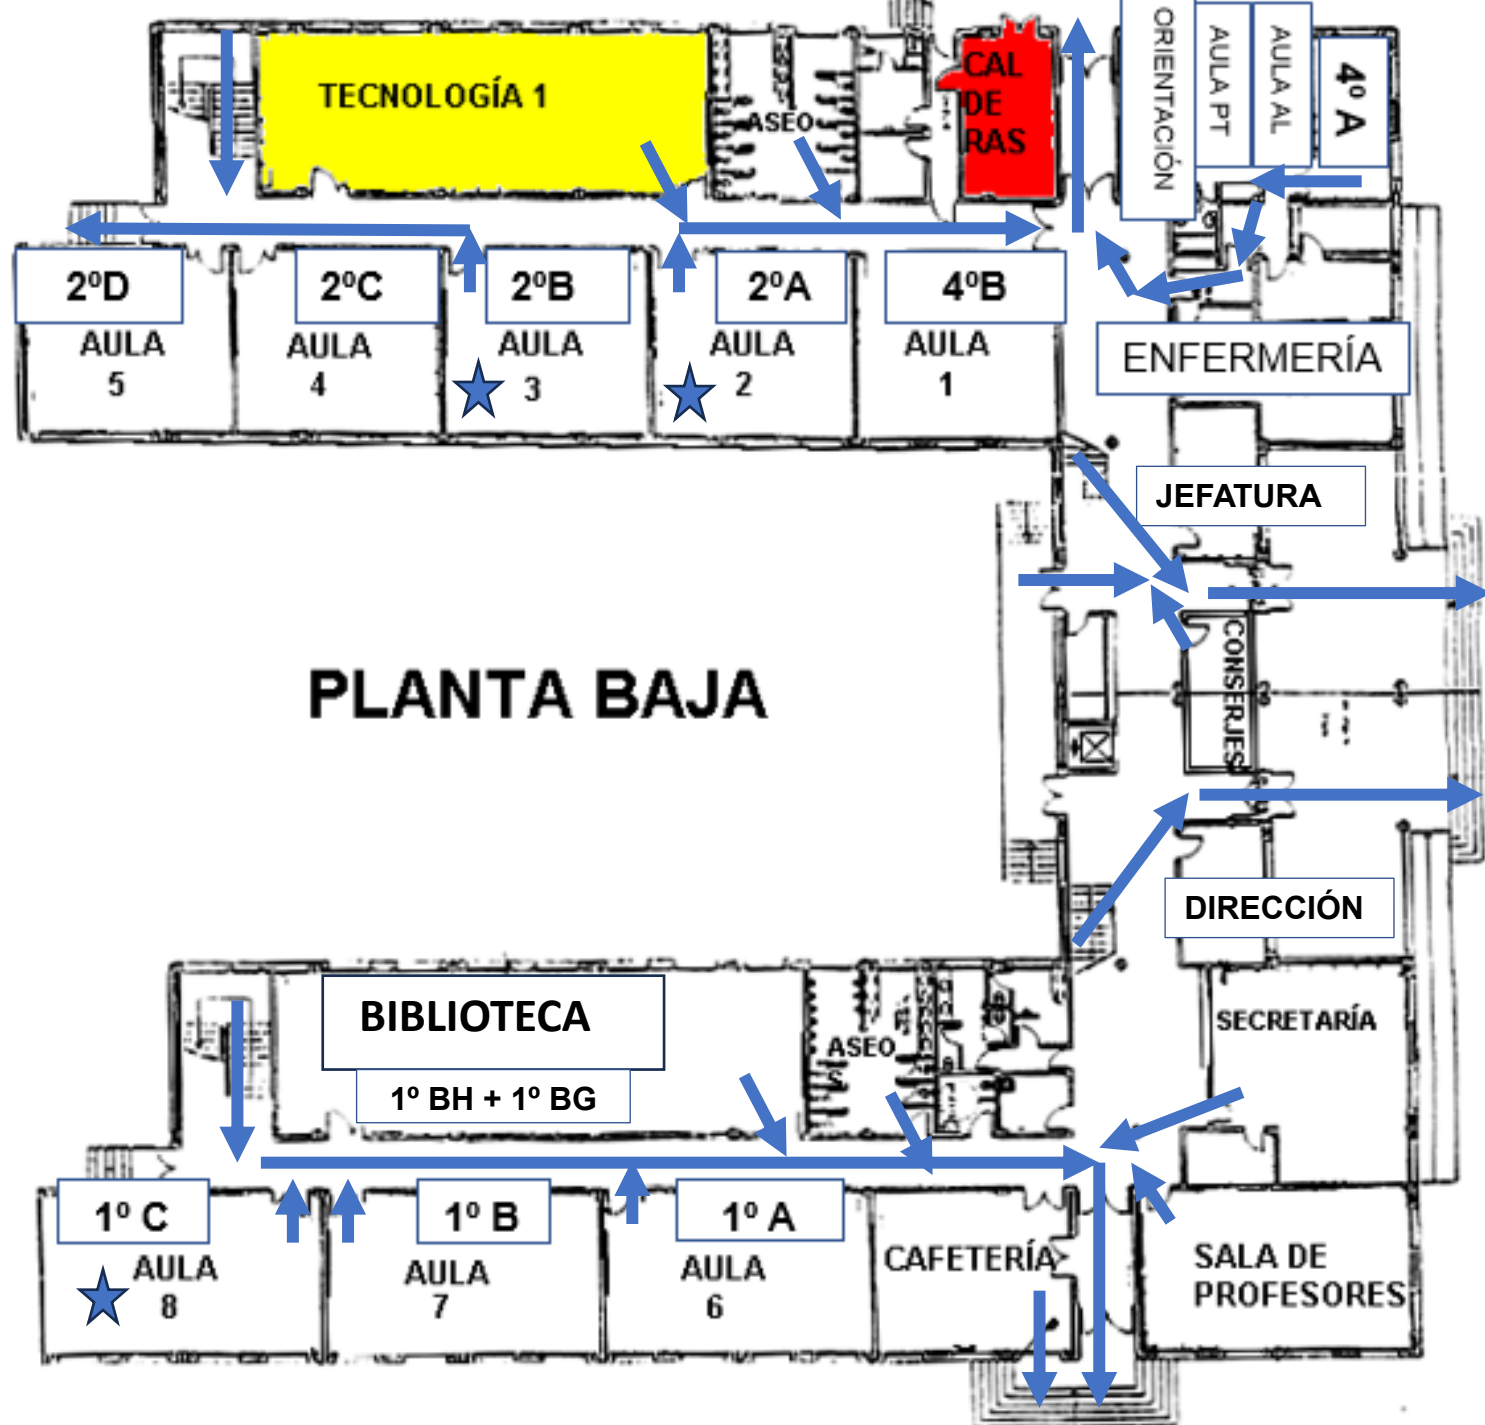 TECNOLOGÍA 1
ASEO
CAL
DE
RAS
ORIENTACIÓN
AULA PT
AULA AL
4º A
2ºD
AULA
5
2ºC
AULA
4
2ºB
AULA
3
2ºA
AULA
2
4ºB
AULA
1
ENFERMERÍA
JEFATURA
CONSERJES
PLANTA BAJA
DIRECCIÓN
BIBLIOTECA
1º BH + 1º BG
ASEO
SECRETARÍA
1º C
AULA
8
1º B
AULA
7
1º A
AULA
6
CAFETERÍA
SALA DE
PROFESORES